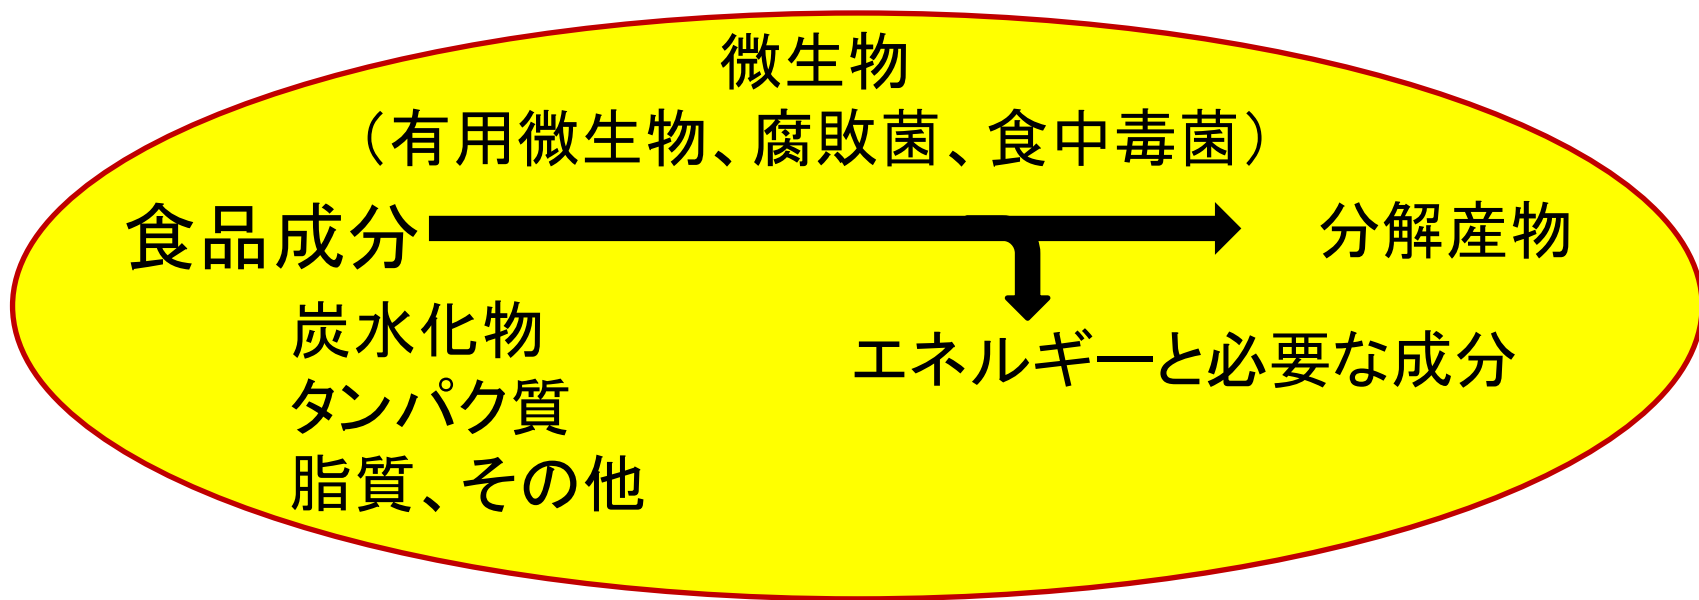 微生物
（有用微生物、腐敗菌、食中毒菌）
食品成分
分解産物
炭水化物
タンパク質
脂質、その他
エネルギーと必要な成分